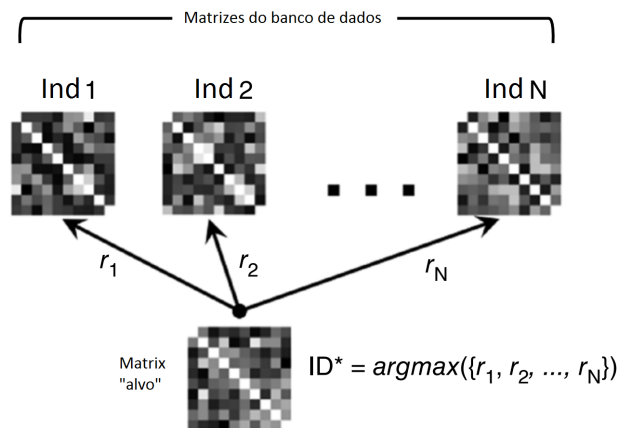 Matrizes do banco de dados
Ind 1
Ind 2
Ind N
r1
r2
rN
Matrix
"alvo"
ID* = argmax({r1, r2, ..., rN})